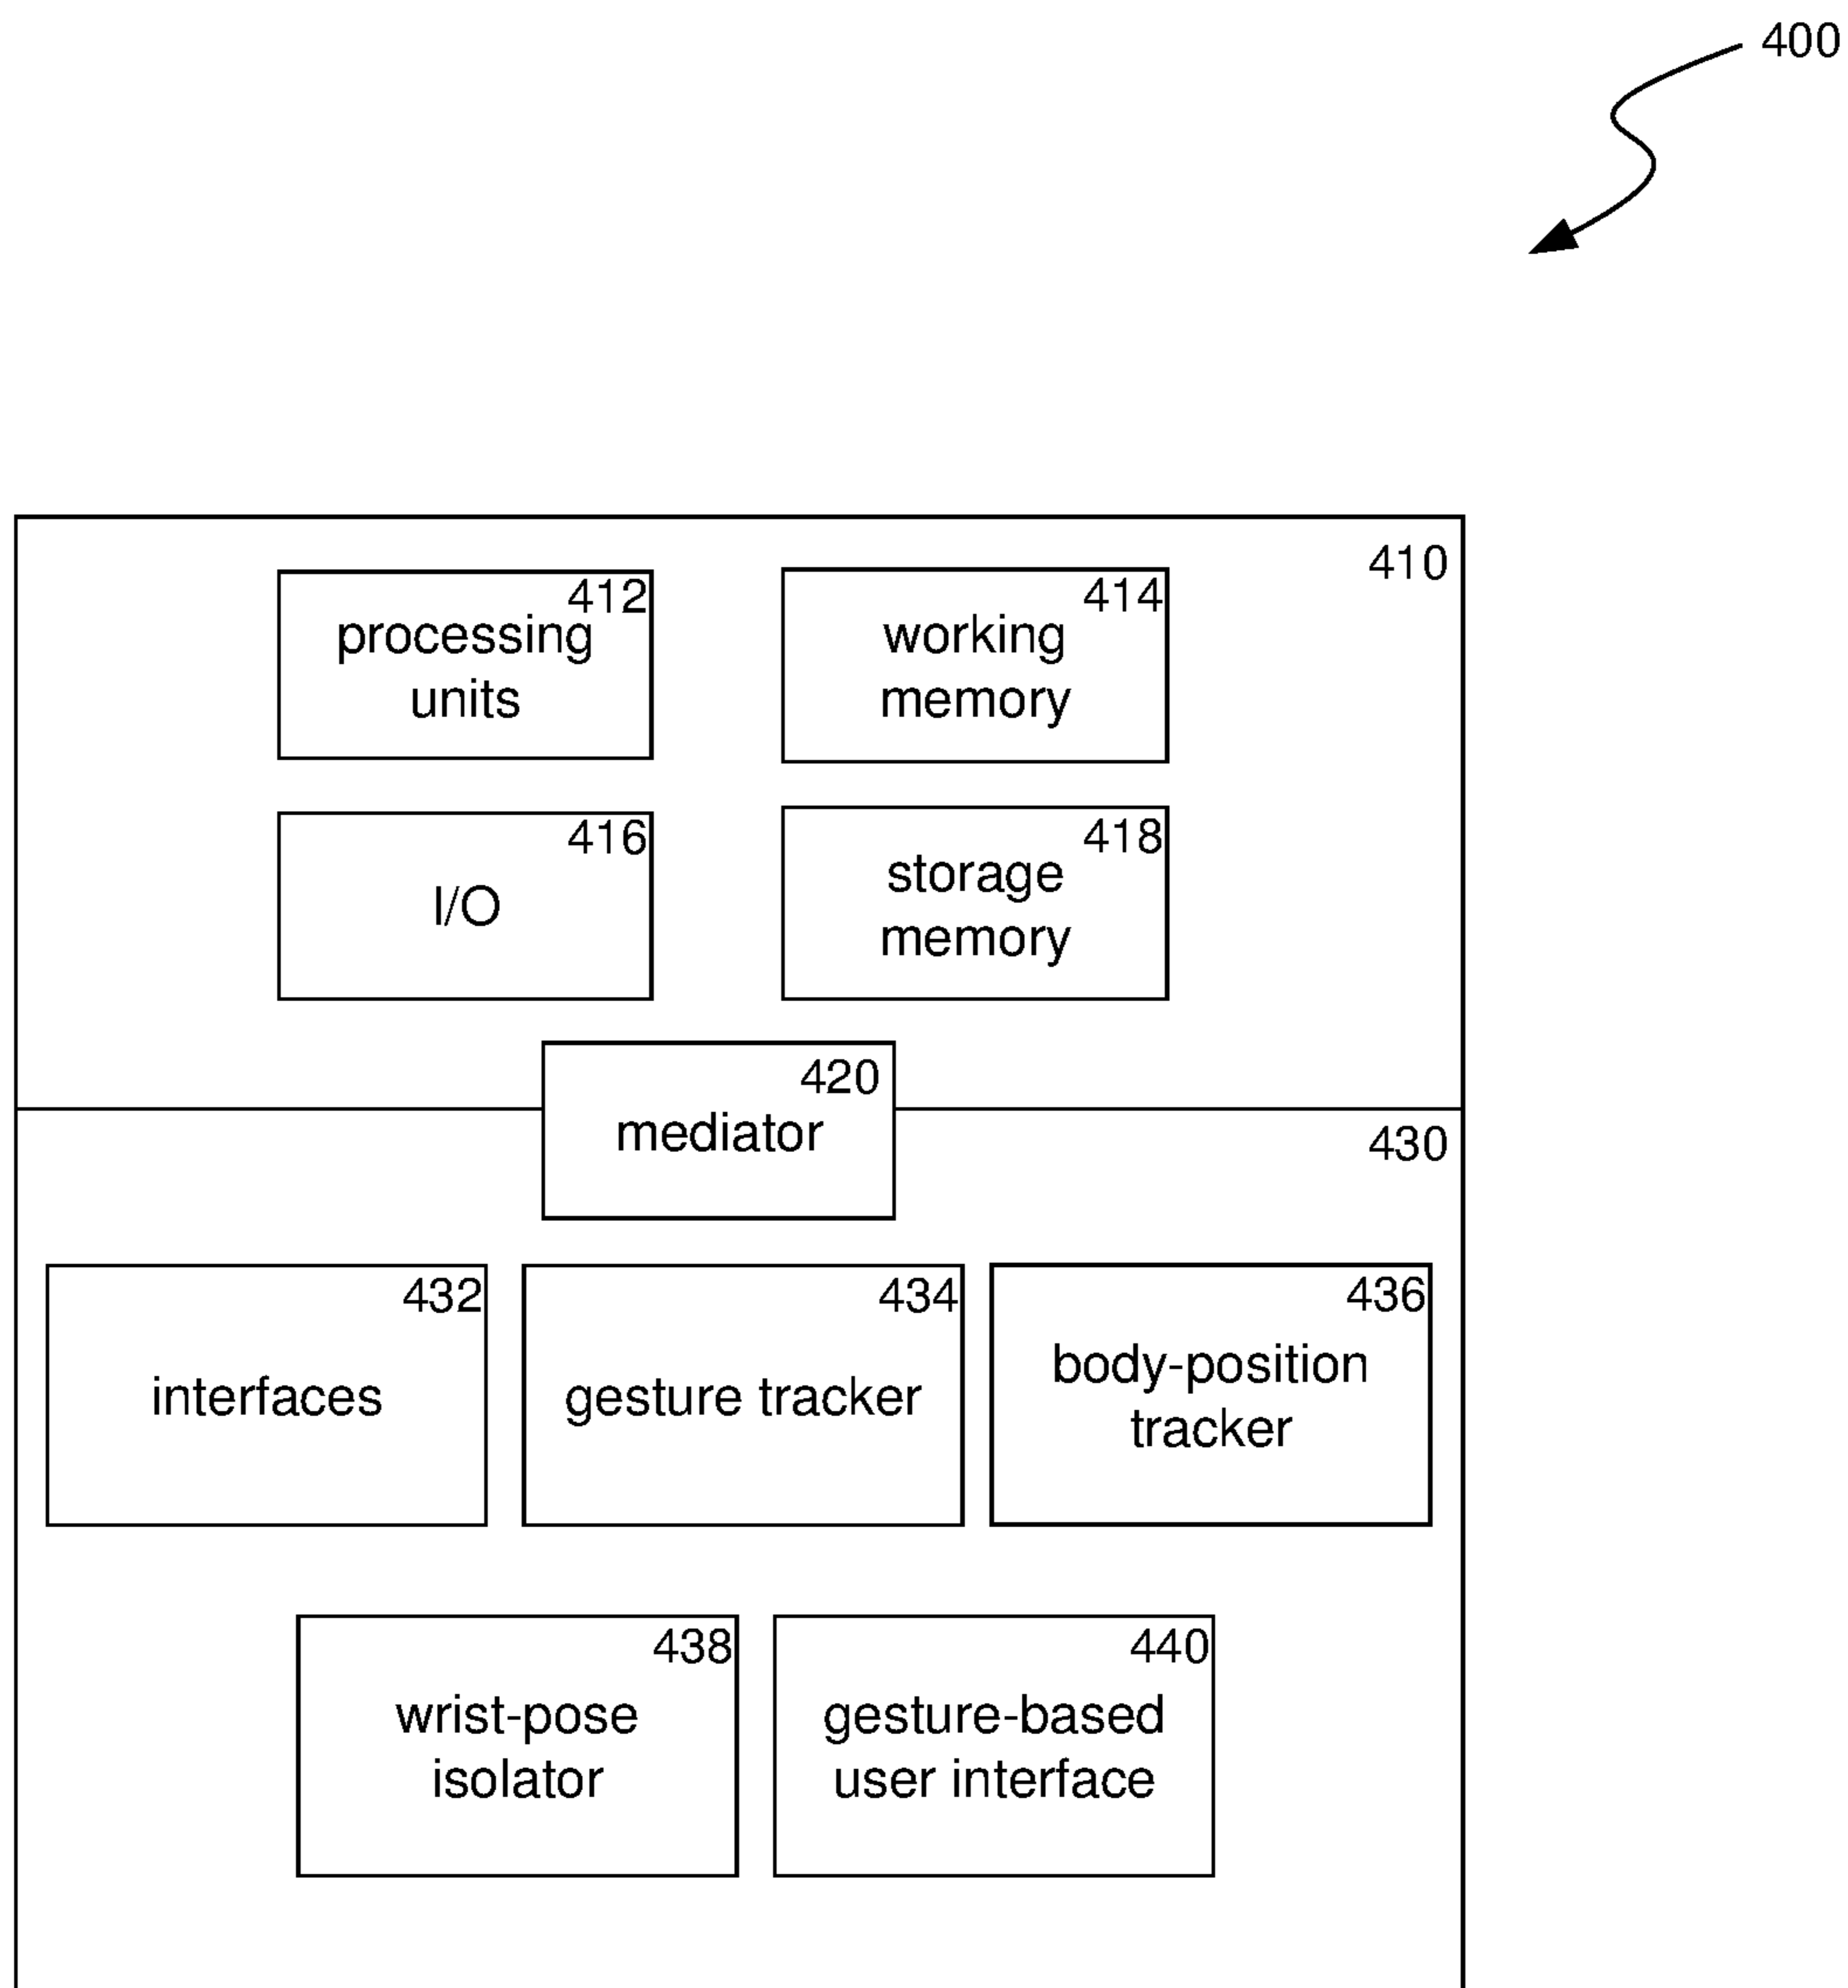 400
410
412
processing
units
414
working
memory
416
I/O
418
storage
memory
420
mediator
430
432
interfaces
434
gesture tracker
436
body-position
tracker
438
wrist-pose
isolator
440
gesture-based
user interface